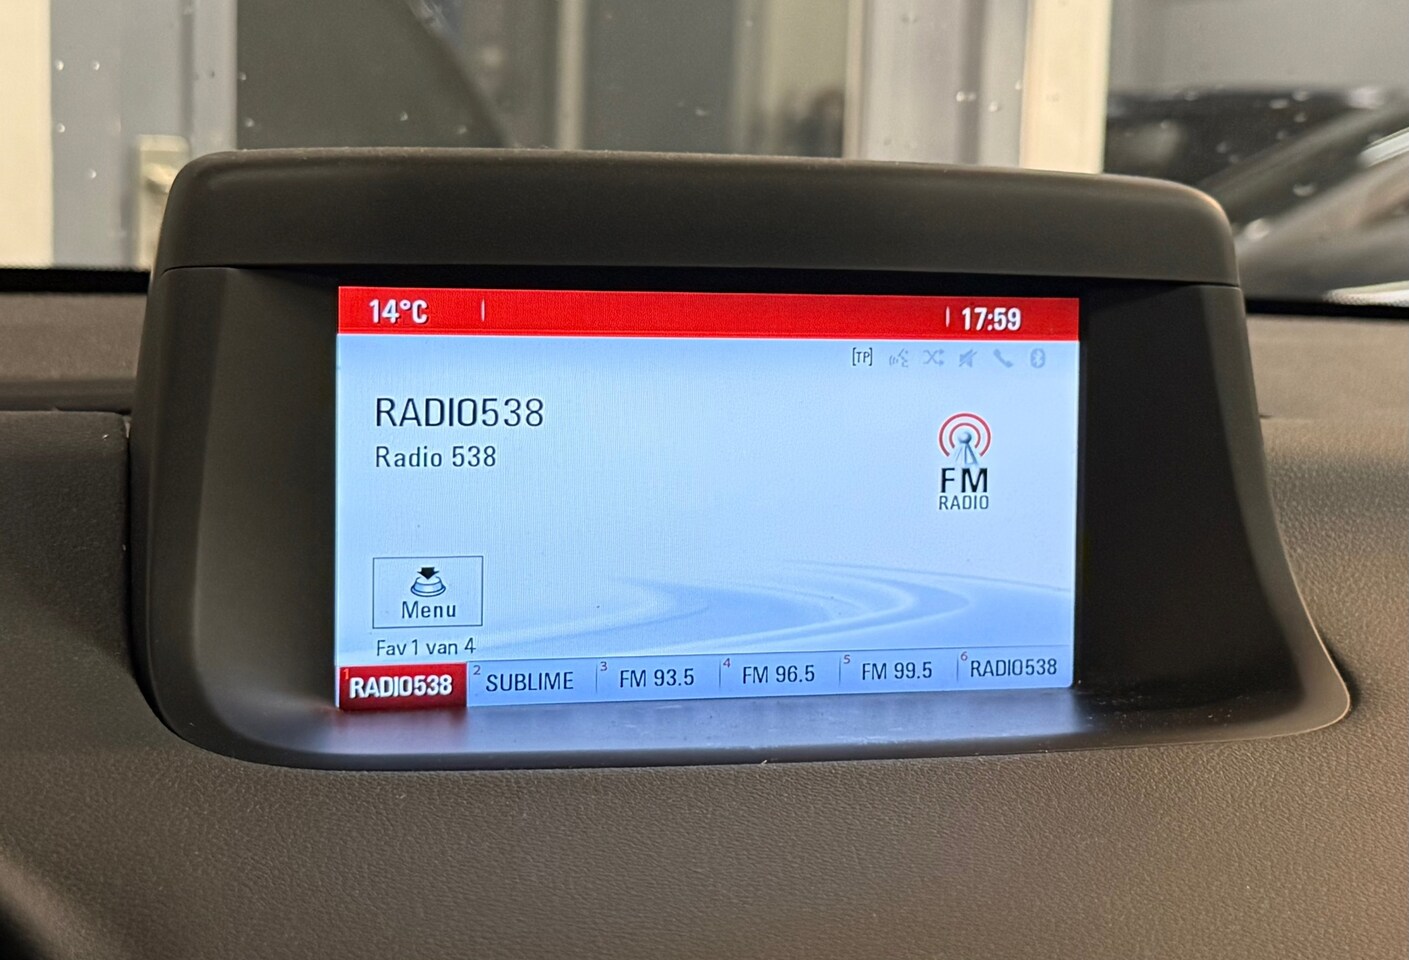 14°C 17:59
[TP]
RADIO538
Radio 538
FM
RADIO
Menu
Fav 1 van 4
1 RADIO538 2 SUBLIME 3 FM 93.5 4 FM 96.5 5 FM 99.5 6 RADIO538